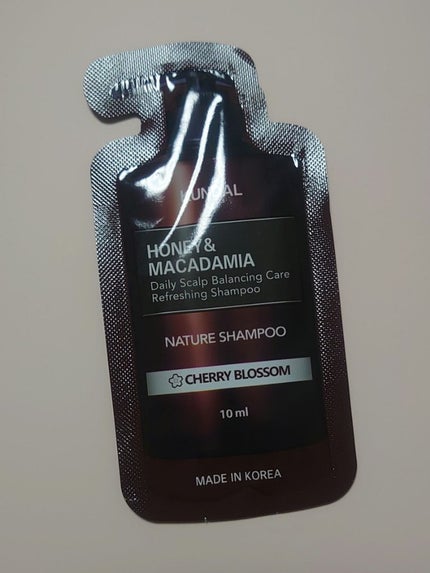 KUNDAL
HONEY &
MACADAMIA
Daily Scalp Balancing Care
Refreshing Shampoo
NATURE SHAMPOO
CHERRY BLOSSOM
10 ml
MADE IN KOREA